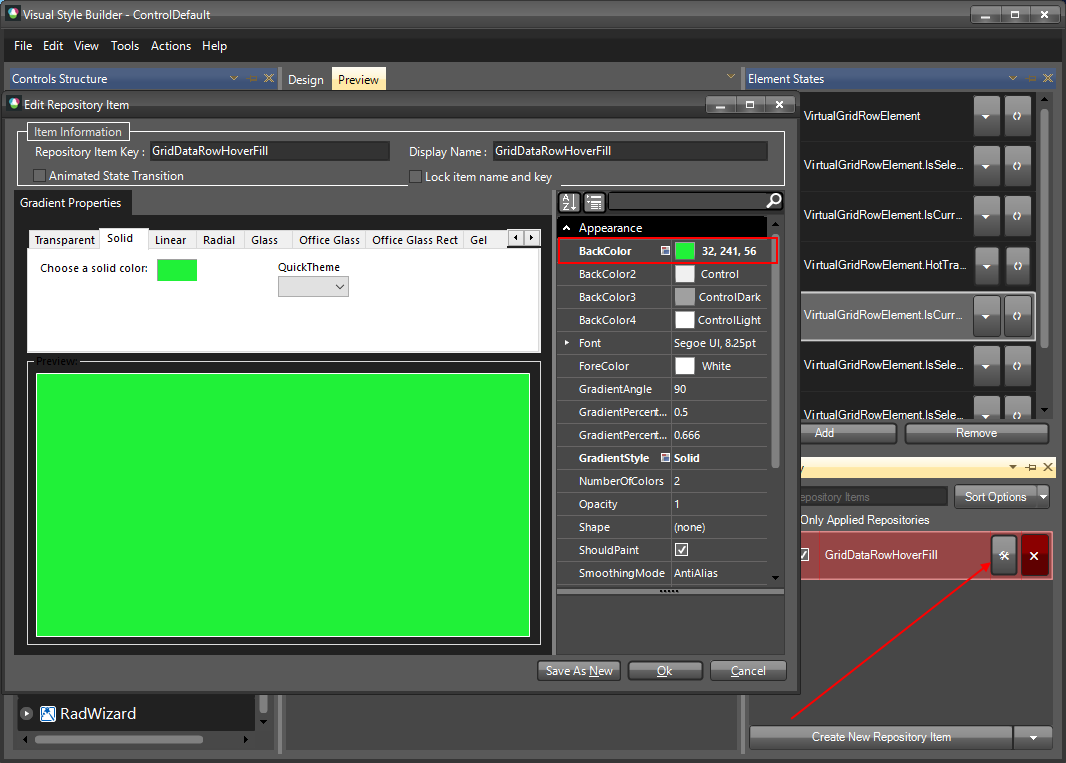 Visual Style Builder - ControlDefault
File Edit View Tools Actions Help
Controls Structure
Design Preview
Element States
Edit Repository Item
Item Information
Repository Item Key : GridDataRowHoverFill
Display Name : GridDataRowHoverFill
Animated State Transition
Lock item name and key
Gradient Properties
Transparent Solid Linear Radial Glass Office Glass Office Glass Rect Gel
Choose a solid color:
QuickTheme
Preview:
A
Z
Appearance
BackColor 32, 241, 56
BackColor2 Control
BackColor3 ControlDark
BackColor4 ControlLight
Font Segoe UI, 8.25pt
ForeColor White
GradientAngle 90
GradientPercent... 0.5
GradientPercent... 0.666
GradientStyle Solid
NumberOfColors 2
Opacity 1
Shape (none)
ShouldPaint
SmoothingMode AntiAlias
Save As New Ok Cancel
VirtualGridRowElement
VirtualGridRowElement.IsSele...
VirtualGridRowElement.IsCurr...
VirtualGridRowElement.HotTra...
VirtualGridRowElement.IsCurr...
VirtualGridRowElement.IsSele...
VirtualGridRowElement.IsSele...
Add Remove
y
epository Items
Sort Options
Only Applied Repositories
GridDataRowHoverFill
Create New Repository Item
RadWizard